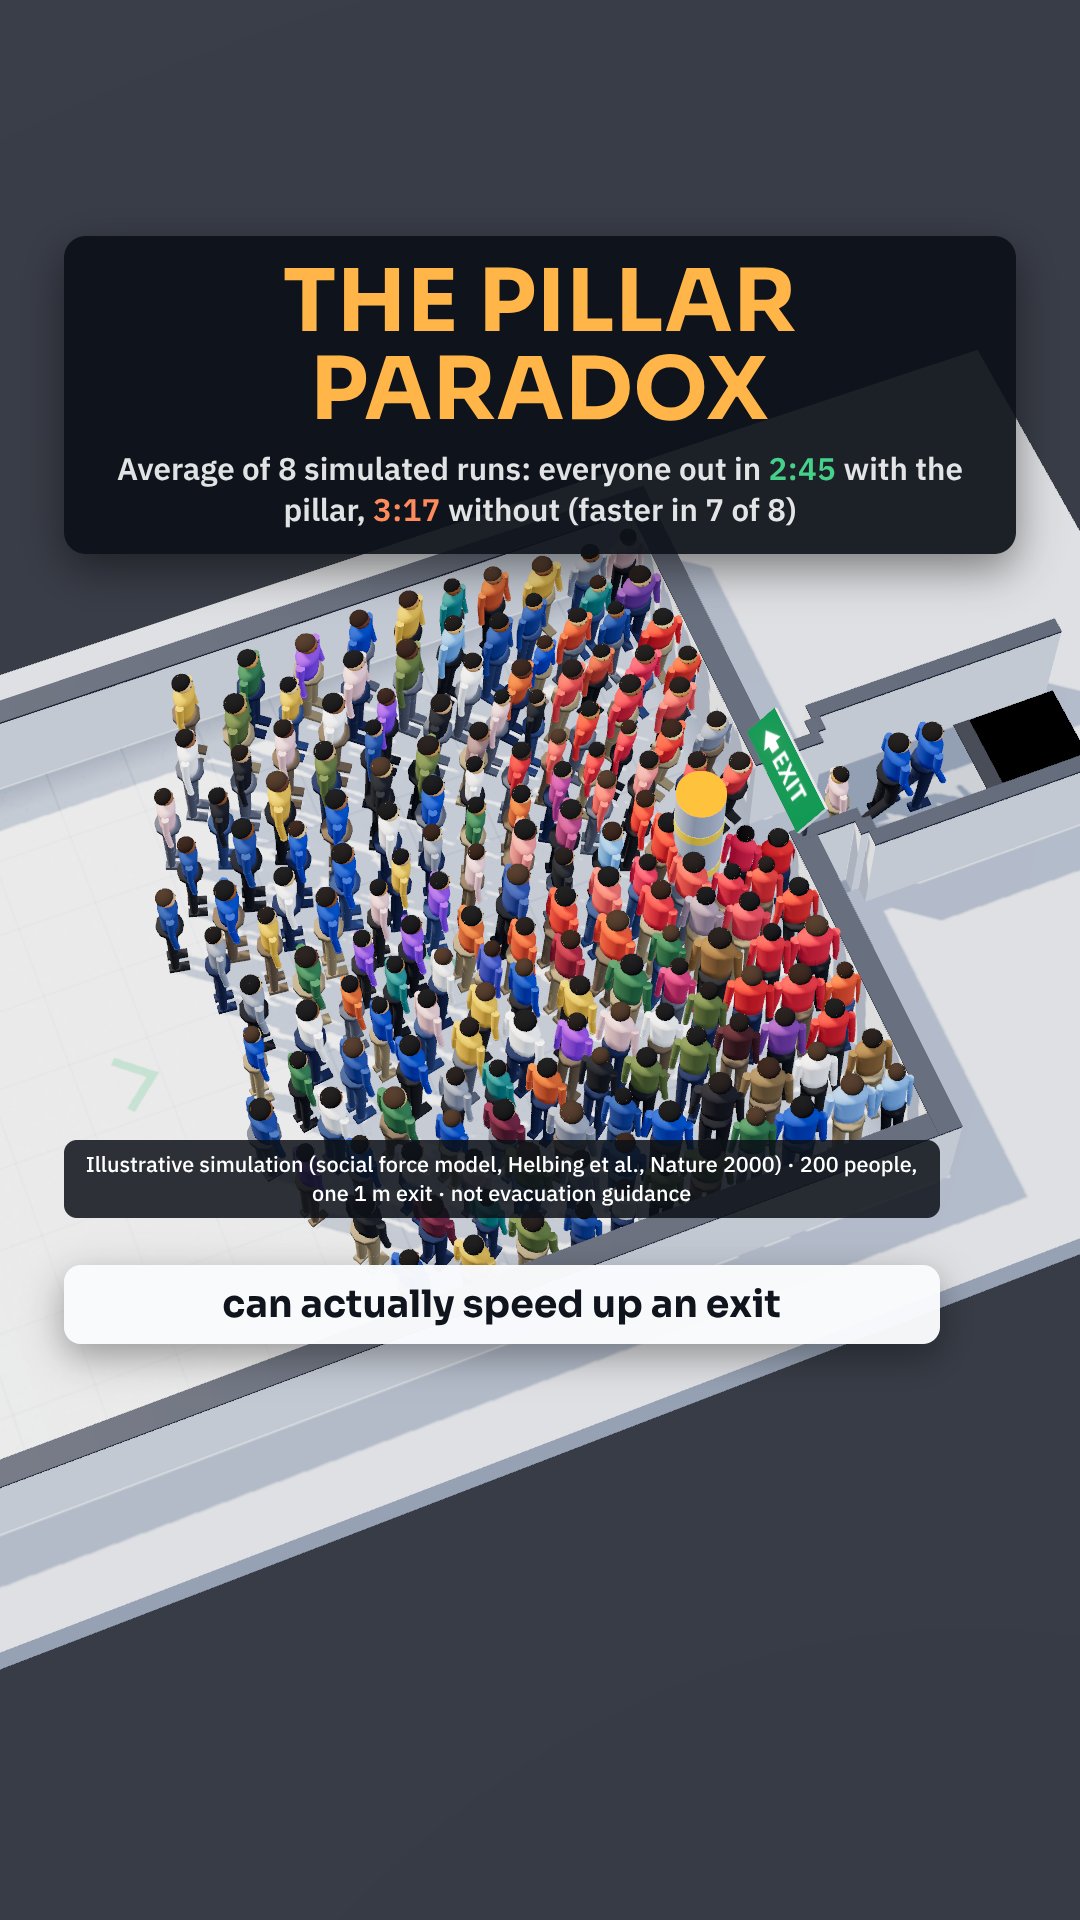 THE PILLAR
PARADOX
Average of 8 simulated runs: everyone out in 2:45 with the
pillar, 3:17 without (faster in 7 of 8)
EXIT
Illustrative simulation (social force model, Helbing et al., Nature 2000) · 200 people,
one 1 m exit · not evacuation guidance
can actually speed up an exit